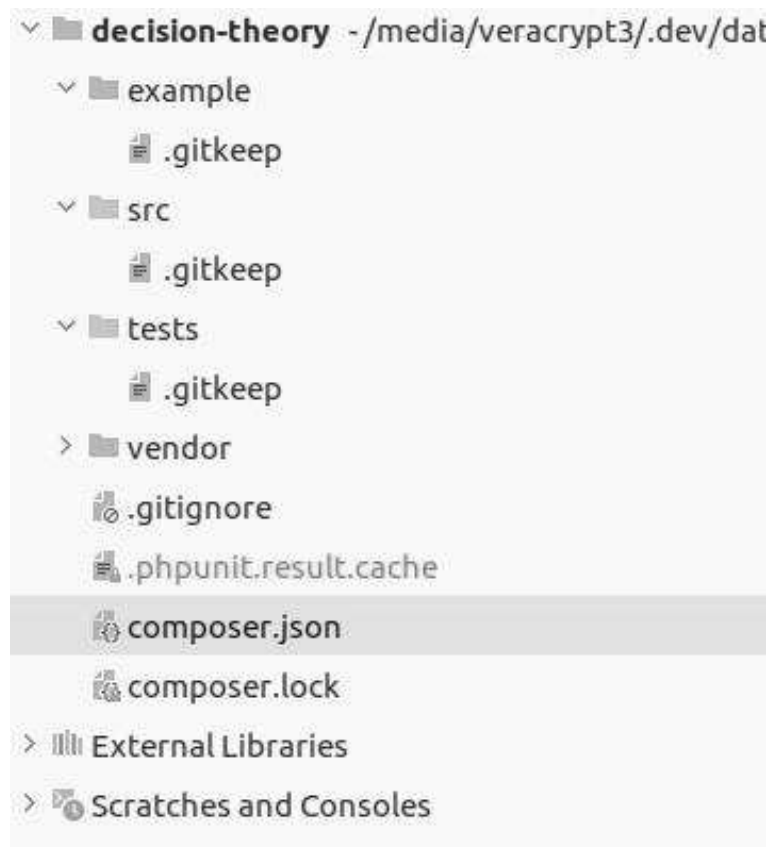 decision-theory - /media/veracrypt3/.dev/dat
example
.gitkeep
src
.gitkeep
tests
.gitkeep
vendor
.gitignore
.phpunit.result.cache
composer.json
composer.lock
External Libraries
Scratches and Consoles